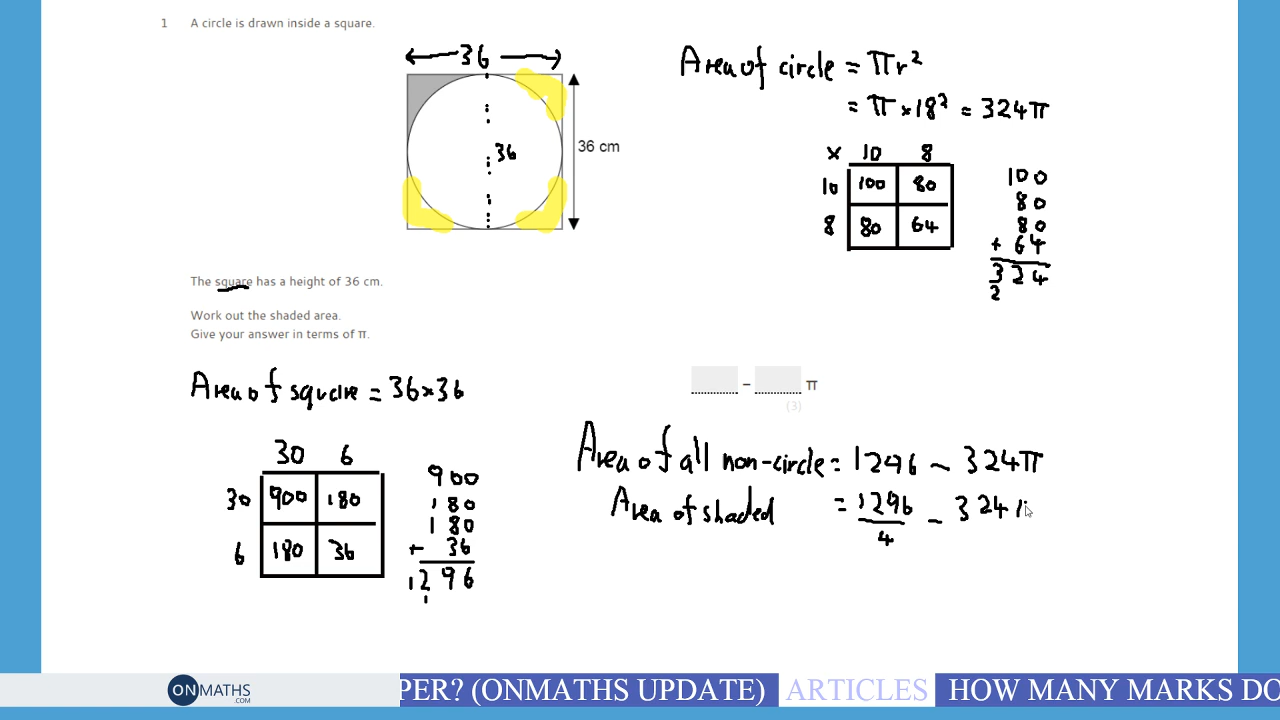 1 A circle is drawn inside a square.
36
36 cm
36
Area of circle = πr²
= π × 18² = 324π
× 10 8
10 100 80
8 80 64
100
80
80
+ 64
324
2
The square has a height of 36 cm.
Work out the shaded area.
Give your answer in terms of π.
– π
(3)
Area of square = 36×36
30 6
30 900 180
6 180 36
900
180
180
+ 36
1296
1
Area of all non-circle = 1296 – 324π
Area of shaded = 1296/4 – 324
ONMATHS
.COM
PER? (ONMATHS UPDATE) ARTICLES HOW MANY MARKS DO